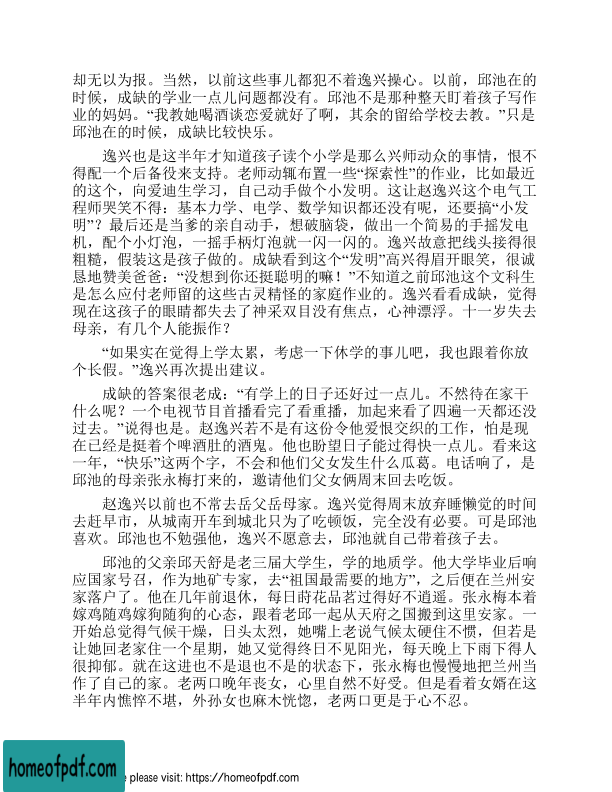 却无以为报。当然，以前这些事儿都犯不着逸兴操心。以前，邱池在的
时候，成缺的学业一点儿问题都没有。邱池不是那种整天盯着孩子写作
业的妈妈。“我教她喝酒谈恋爱就好了啊，其余的留给学校去教。”只是
邱池在的时候，成缺比较快乐。
逸兴也是这半年才知道孩子读个小学是那么兴师动众的事情，恨不
得配一个后备役来支持。老师动辄布置一些“探索性”的作业，比如最近
的这个，向爱迪生学习，自己动手做个小发明。这让赵逸兴这个电气工
程师哭笑不得：基本力学、电学、数学知识都还没有呢，还要搞“小发
明”？最后还是当爹的亲自动手，想破脑袋，做出一个简易的手摇发电
机，配个小灯泡，一摇手柄灯泡就一闪一闪的。逸兴故意把线头接得很
粗糙，假装这是孩子做的。成缺看到这个“发明”高兴得眉开眼笑，很诚
恳地赞美爸爸：“没想到你还挺聪明的嘛！”不知道之前邱池这个文科生
是怎么应付老师留的这些古灵精怪的家庭作业的。逸兴看看成缺，觉得
现在这孩子的眼睛都失去了神采双目没有焦点，心神漂浮。十一岁失去
母亲，有几个人能振作？
“如果实在觉得上学太累，考虑一下休学的事儿吧，我也跟着你放
个长假。”逸兴再次提出建议。
成缺的答案很老成：“有学上的日子还好过一点儿。不然待在家干
什么呢？一个电视节目首播看完了看重播，加起来看了四遍一天都还没
过去。”说得也是。赵逸兴若不是有这份令他爱恨交织的工作，怕是现
在已经是挺着个啤酒肚的酒鬼。他也盼望日子能过得快一点儿。看来这
一年，“快乐”这两个字，不会和他们父女发生什么瓜葛。电话响了，是
邱池的母亲张永梅打来的，邀请他们父女俩周末回去吃饭。
赵逸兴以前也不常去岳父岳母家。逸兴觉得周末放弃睡懒觉的时间
去赶早市，从城南开车到城北只为了吃顿饭，完全没有必要。可是邱池
喜欢。邱池也不勉强他，逸兴不愿意去，邱池就自己带着孩子去。
邱池的父亲邱天舒是老三届大学生，学的地质学。他大学毕业后响
应国家号召，作为地矿专家，去“祖国最需要的地方”，之后便在兰州安
家落户了。他在几年前退休，每日莳花品茗过得好不逍遥。张永梅本着
嫁鸡随鸡嫁狗随狗的心态，跟着老邱一起从天府之国搬到这里安家。一
开始总觉得气候干燥，日头太烈，她嘴上老说气候太硬住不惯，但若是
让她回老家住一个星期，她又觉得终日不见阳光，每天晚上下雨下得人
很抑郁。就在这进也不是退也不是的状态下，张永梅也慢慢地把兰州当
作了自己的家。老两口晚年丧女，心里自然不好受。但是看着女婿在这
半年内憔悴不堪，外孙女也麻木恍惚，老两口更是于心不忍。
homeofpdf.com
please visit: https://homeofpdf.com